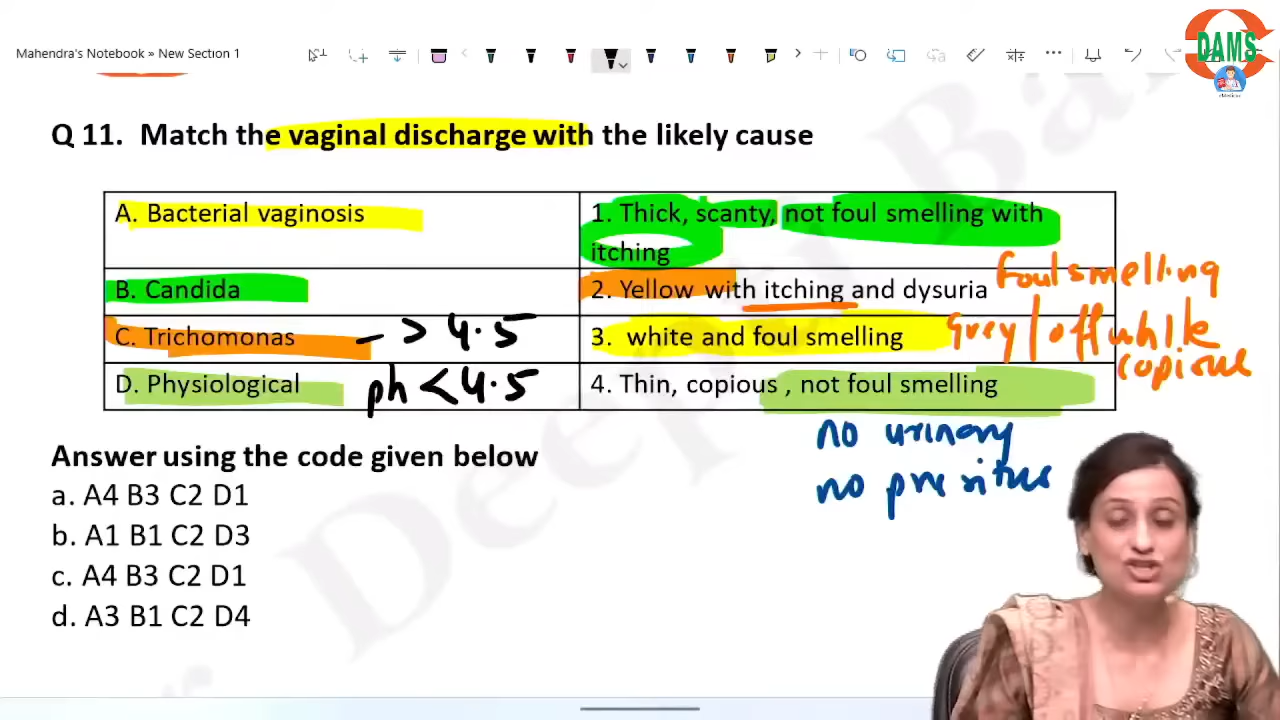 Mahendra's Notebook » New Section 1
DAMS
eMedicoz
Q 11. Match the vaginal discharge with the likely cause
A. Bacterial vaginosis
1. Thick, scanty, not foul smelling with
itching
B. Candida
2. Yellow with itching and dysuria
Foul smelling
C. Trichomonas
– > 4.5
3. white and foul smelling
Grey / off white
copious
D. Physiological
ph < 4.5
4. Thin, copious , not foul smelling
no urinary
no pruritus
Answer using the code given below
a. A4 B3 C2 D1
b. A1 B1 C2 D3
c. A4 B3 C2 D1
d. A3 B1 C2 D4